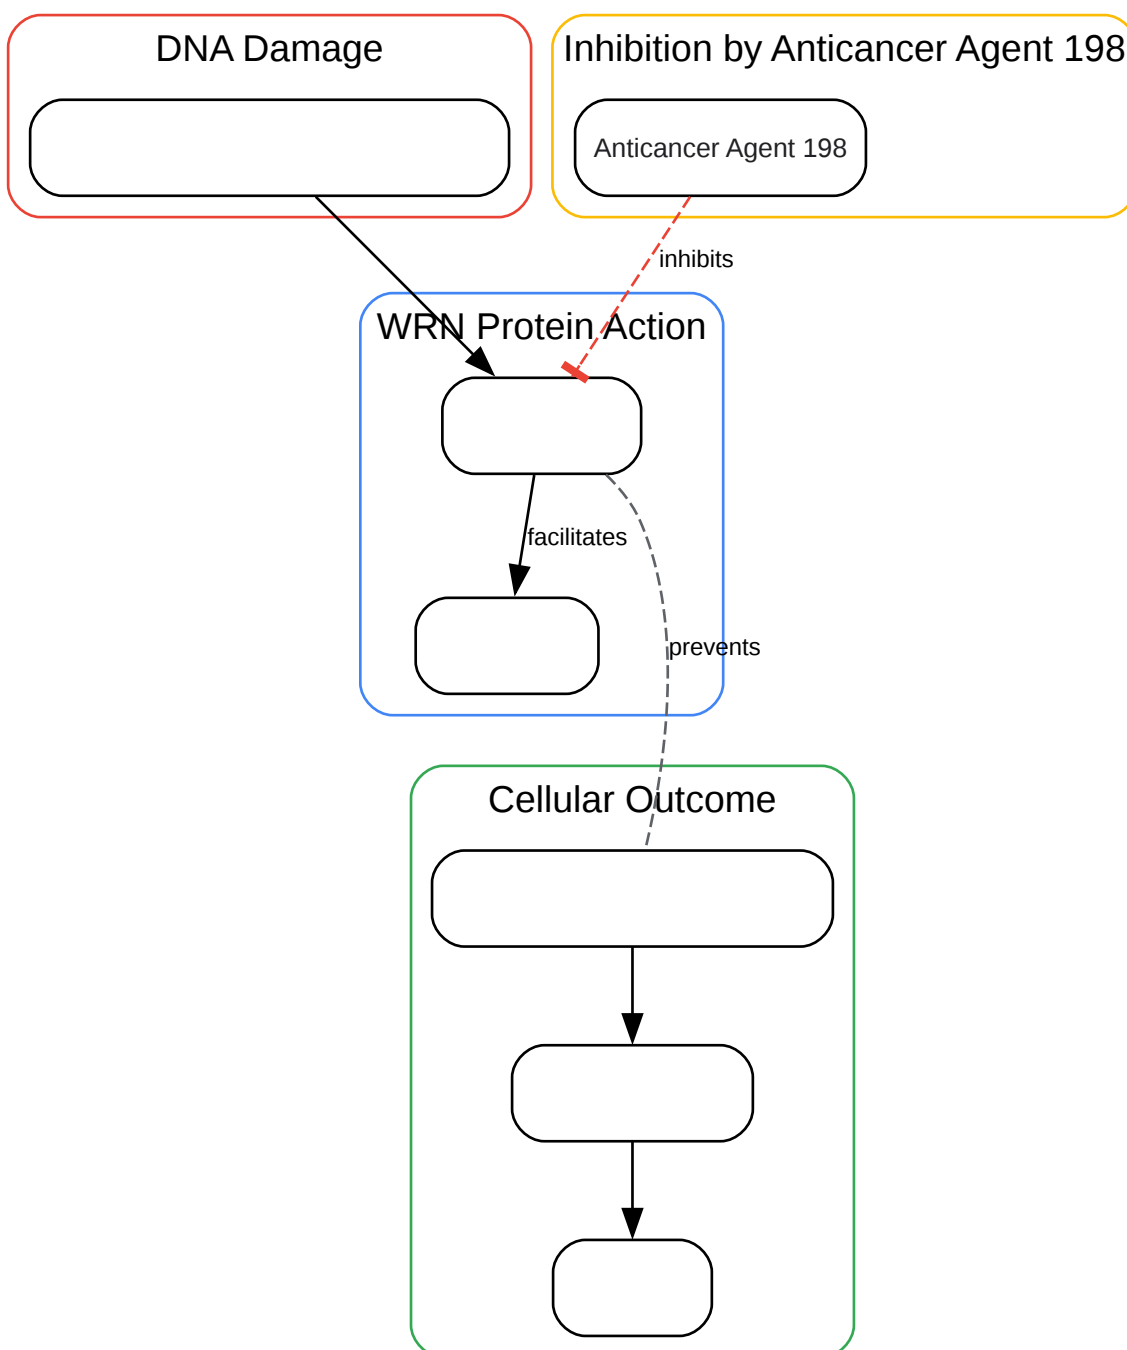 DNA Damage
Inhibition by Anticancer Agent 198
Anticancer Agent 198
inhibits
WRN Protein Action
facilitates
prevents
Cellular Outcome